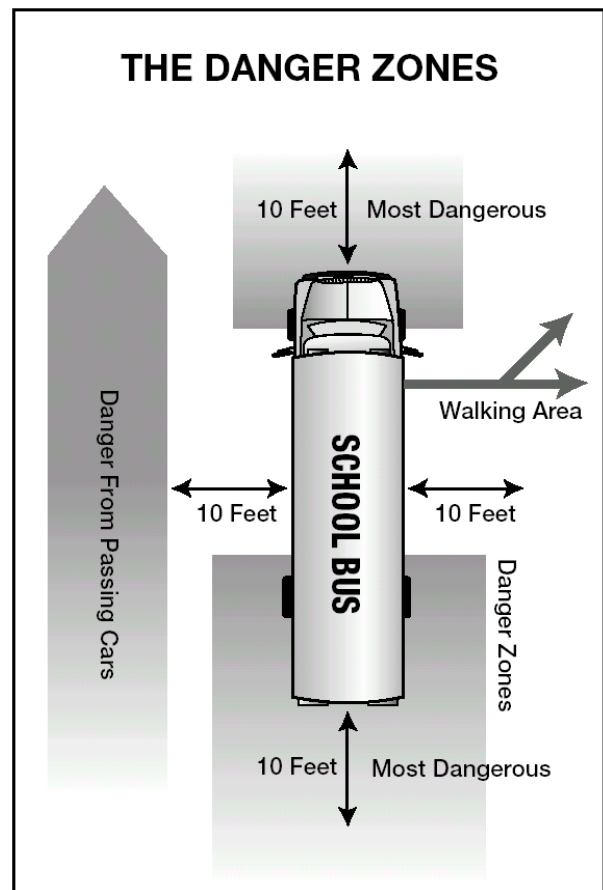 THE DANGER ZONES
10 Feet
Most Dangerous
Walking Area
Danger From Passing Cars
SCHOOL BUS
10 Feet
10 Feet
Danger Zones
10 Feet
Most Dangerous